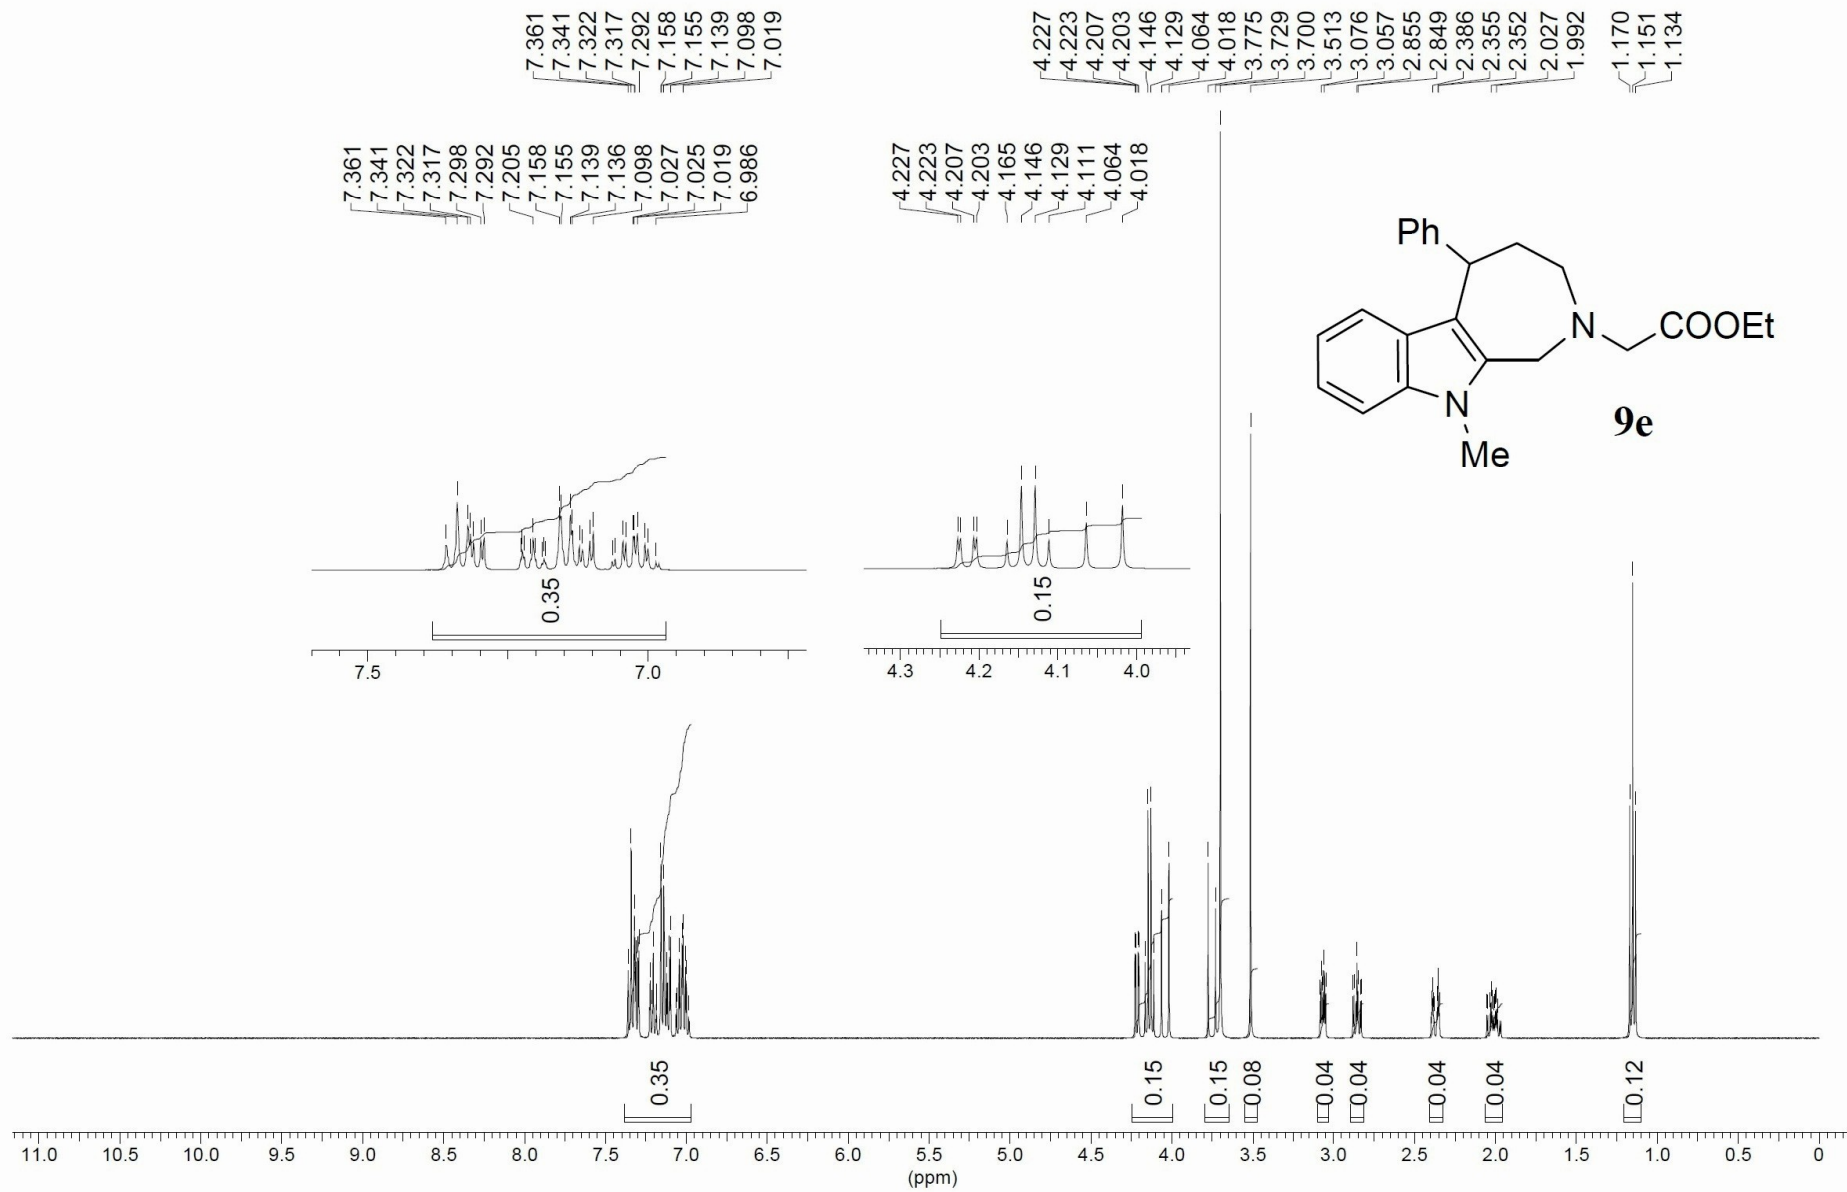 7.361 7.341 7.322 7.317 7.292 7.158 7.155 7.139 7.098 7.019
4.227 4.223 4.207 4.203 4.146 4.129 4.064 4.018 3.775 3.729 3.700 3.513 3.076 3.057 2.855 2.849 2.386 2.355 2.352 2.027 1.992
1.170 1.151 1.134
7.361 7.341 7.322 7.317 7.298 7.292 7.205 7.158 7.155 7.139 7.136 7.098 7.027 7.025 7.019 6.986
4.227 4.223 4.207 4.203 4.165 4.146 4.129 4.111 4.064 4.018
Ph
N
COOEt
N
9e
Me
0.35
0.15
7.5 7.0
4.3 4.2 4.1 4.0
0.35 0.15 0.15 0.08 0.04 0.04 0.04 0.04 0.12
11.0 10.5 10.0 9.5 9.0 8.5 8.0 7.5 7.0 6.5 6.0 5.5 5.0 4.5 4.0 3.5 3.0 2.5 2.0 1.5 1.0 0.5 0
(ppm)